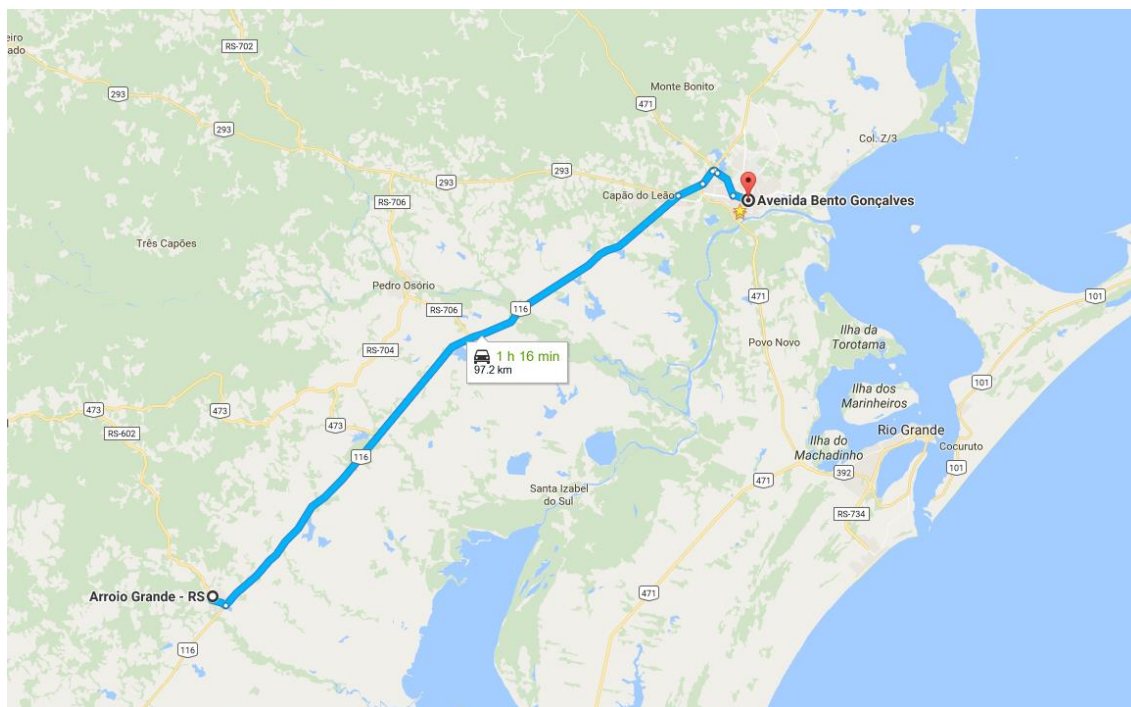 eiro
ado
RS-702
293
293
471
Monte Bonito
Col. Z/3
293
293
Capão do Leão
Avenida Bento Gonçalves
RS-706
Três Capões
Pedro Osório
RS-706
116
471
101
Ilha da
Torotama
Povo Novo
RS-704
1 h 16 min
97.2 km
101
Ilha dos
Marinheiros
473
473
RS-602
473
Rio Grande
Ilha do
Machadinho
Cocuruto
116
392
101
471
471
Santa Izabel
do Sul
RS-734
471
Arroio Grande - RS
116